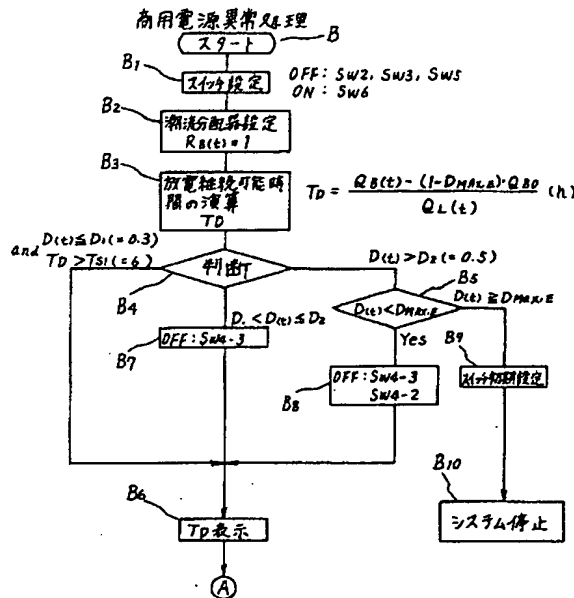 商用電源異常処理
スタート
B
B1
スイッチ設定
OFF: SW2, SW3, SW5
ON: SW6
B2
潮流分配器設定
RB(t)=1
B3
放電継続可能時
間の演算
TD
TD = (QB(t)-(1-DMAX.E)・QBO) / QL(t) (h)
D(t)≦D1(=0.3)
and TD>TS1(=6)
判断
B4
D(t)>D2(=0.5)
B5
D(t)<DMAX.E
D(t)≧DMAX.E
Yes
D1<D(t)≦D2
B7
OFF: SW4-3
B8
OFF: SW4-3
SW4-2
B9
スイッチ初期設定
B10
システム停止
B6
TD表示
A